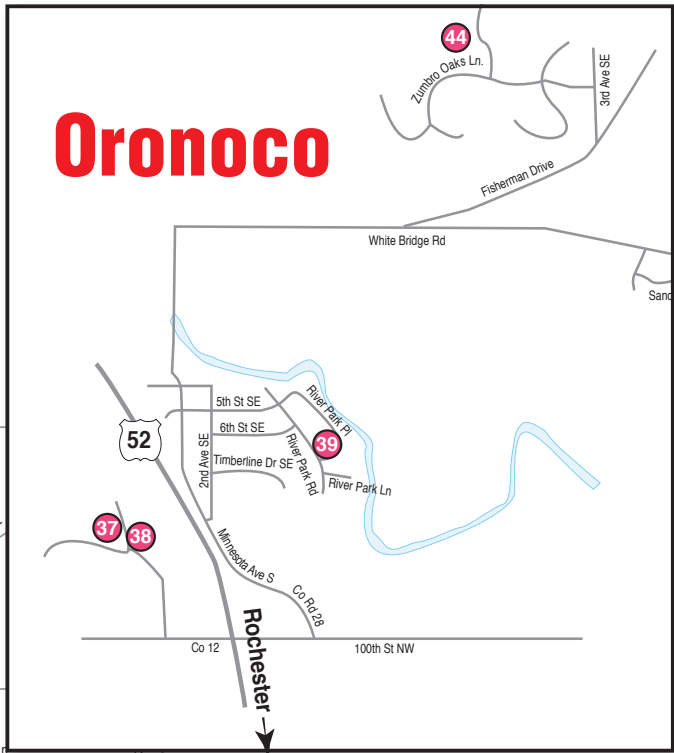 44
Zumbro Oaks Ln.
3rd Ave SE
Oronoco
Fisherman Drive
White Bridge Rd
Sand
River Park Pl
5th St SE
52
6th St SE
39
2nd Ave SE
River Park Rd
Timberline Dr SE
River Park Ln
37
38
Minnesota Ave S
Co Rd 28
Rochester
Co 12
100th St NW